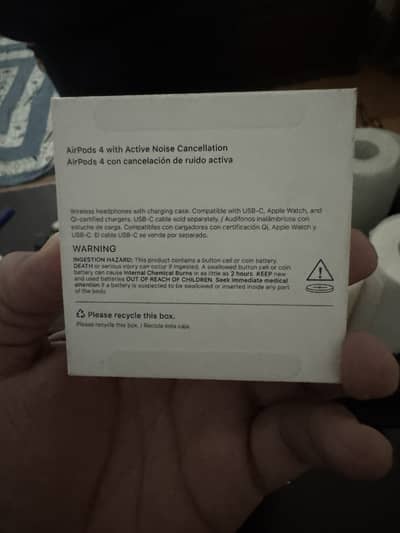 AirPods 4 with Active Noise Cancellation
AirPods 4 con cancelación de ruido activa
Wireless headphones with charging case. Compatible with USB-C, Apple Watch, and
Qi-certified chargers. USB-C cable sold separately. / Audífonos inalámbricos con
estuche de carga. Compatibles con cargadores con certificación Qi, Apple Watch y
USB-C. El cable USB-C se vende por separado.
WARNING
INGESTION HAZARD: This product contains a button cell or coin battery.
DEATH or serious injury can occur if ingested. A swallowed button cell or coin
battery can cause Internal Chemical Burns in as little as 2 hours. KEEP new
and used batteries OUT OF REACH OF CHILDREN. Seek immediate medical
attention if a battery is suspected to be swallowed or inserted inside any part
of the body.
Please recycle this box.
Please recycle this box. / Recicla esta caja.